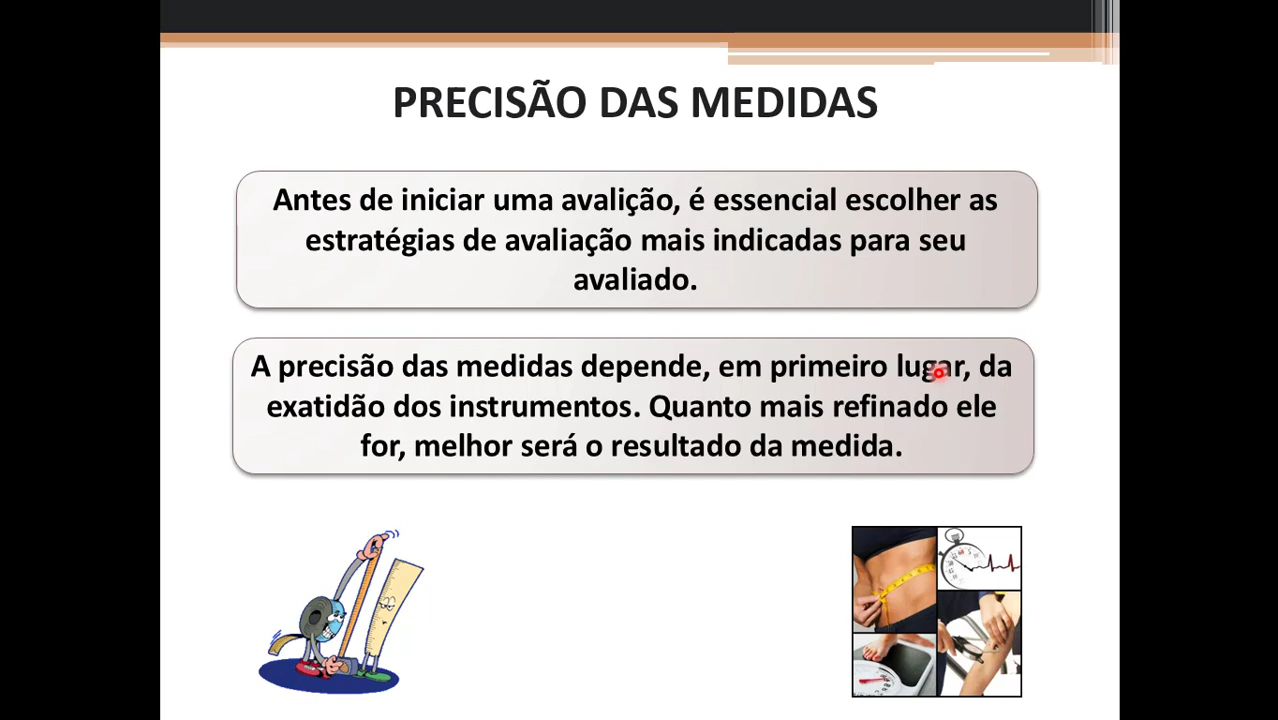 PRECISÃO DAS MEDIDAS
Antes de iniciar uma avalição, é essencial escolher as
estratégias de avaliação mais indicadas para seu
avaliado.
A precisão das medidas depende, em primeiro lugar, da
exatidão dos instrumentos. Quanto mais refinado ele
for, melhor será o resultado da medida.